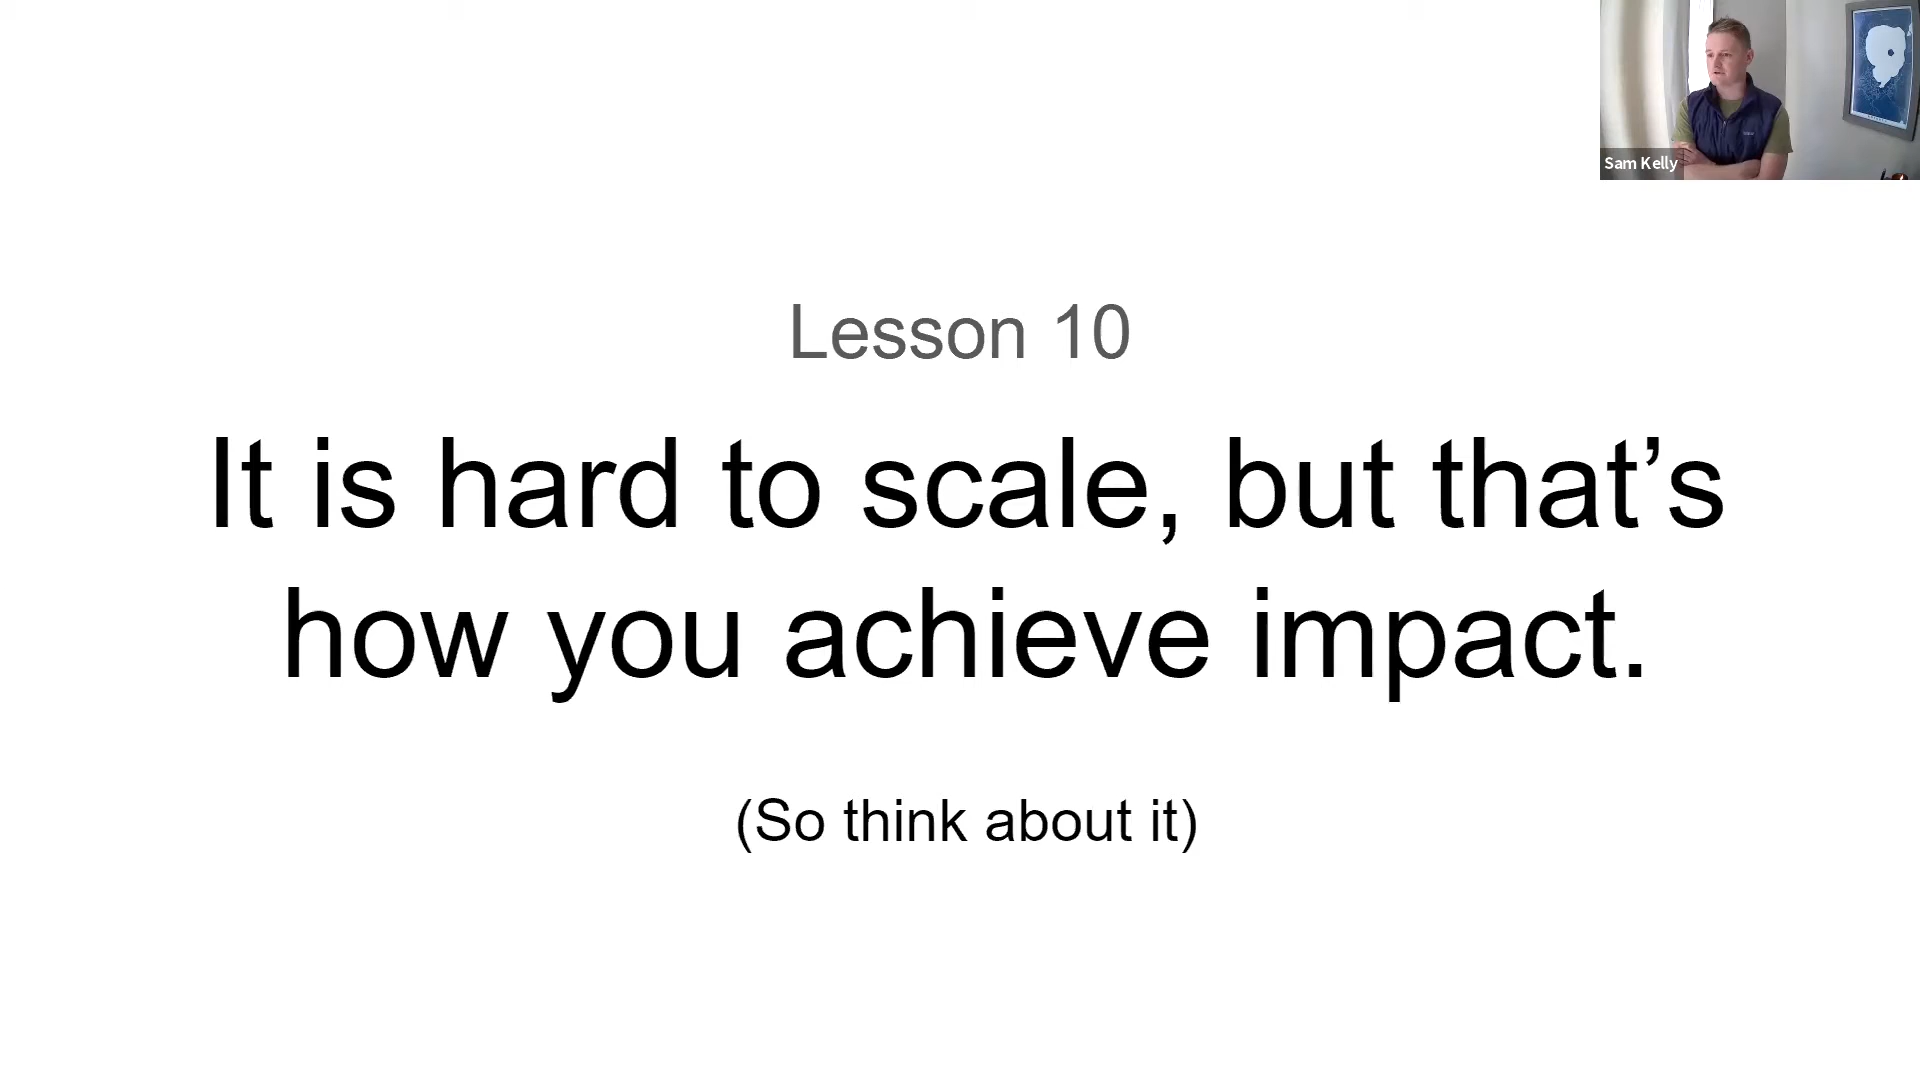 Sam Kelly
Lesson 10
It is hard to scale, but that’s
how you achieve impact.
(So think about it)